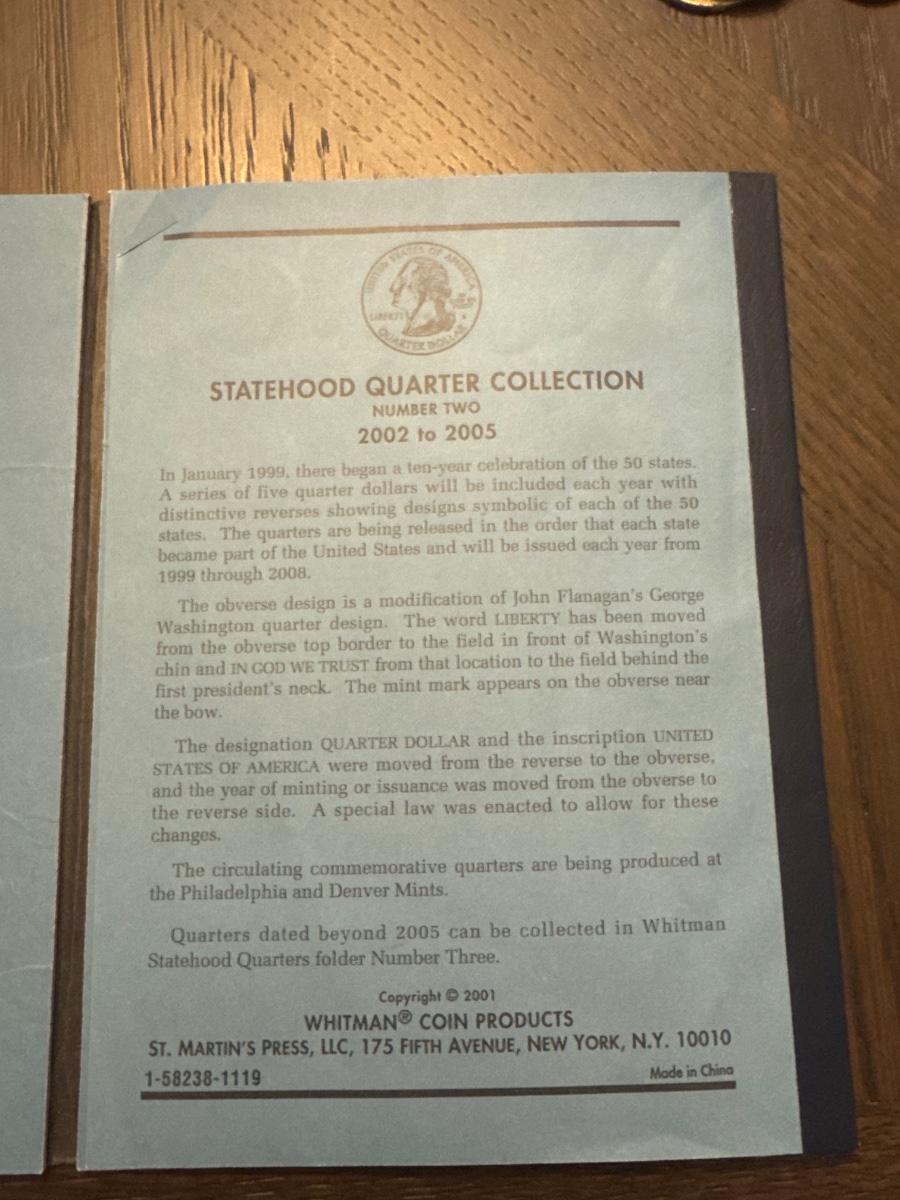 UNITED STATES OF AMERICA
LIBERTY
QUARTER DOLLAR
STATEHOOD QUARTER COLLECTION
NUMBER TWO
2002 to 2005
In January 1999, there began a ten-year celebration of the 50 states.
A series of five quarter dollars will be included each year with
distinctive reverses showing designs symbolic of each of the 50
states. The quarters are being released in the order that each state
became part of the United States and will be issued each year from
1999 through 2008.
The obverse design is a modification of John Flanagan's George
Washington quarter design. The word LIBERTY has been moved
from the obverse top border to the field in front of Washington's
chin and IN GOD WE TRUST from that location to the field behind the
first president's neck. The mint mark appears on the obverse near
the bow.
The designation QUARTER DOLLAR and the inscription UNITED
STATES OF AMERICA were moved from the reverse to the obverse,
and the year of minting or issuance was moved from the obverse to
the reverse side. A special law was enacted to allow for these
changes.
The circulating commemorative quarters are being produced at
the Philadelphia and Denver Mints.
Quarters dated beyond 2005 can be collected in Whitman
Statehood Quarters folder Number Three.
Copyright © 2001
WHITMAN® COIN PRODUCTS
ST. MARTIN'S PRESS, LLC, 175 FIFTH AVENUE, NEW YORK, N.Y. 10010
1-58238-1119
Made in China